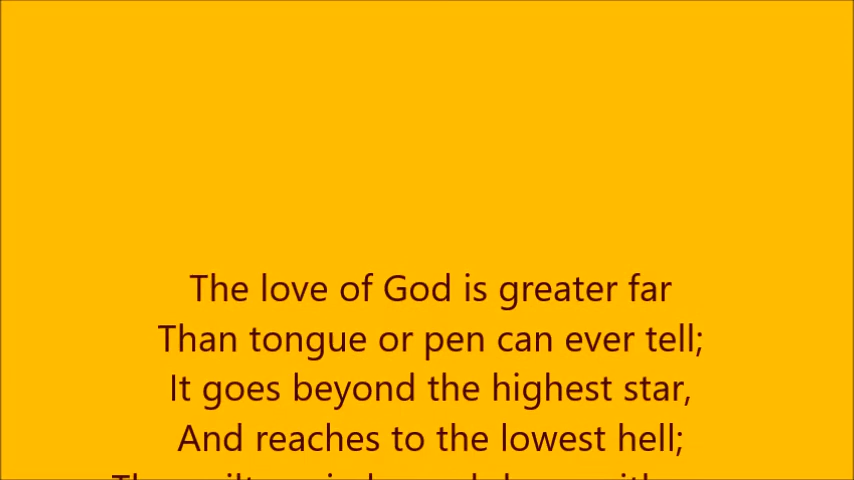 The love of God is greater far
Than tongue or pen can ever tell;
It goes beyond the highest star,
And reaches to the lowest hell;